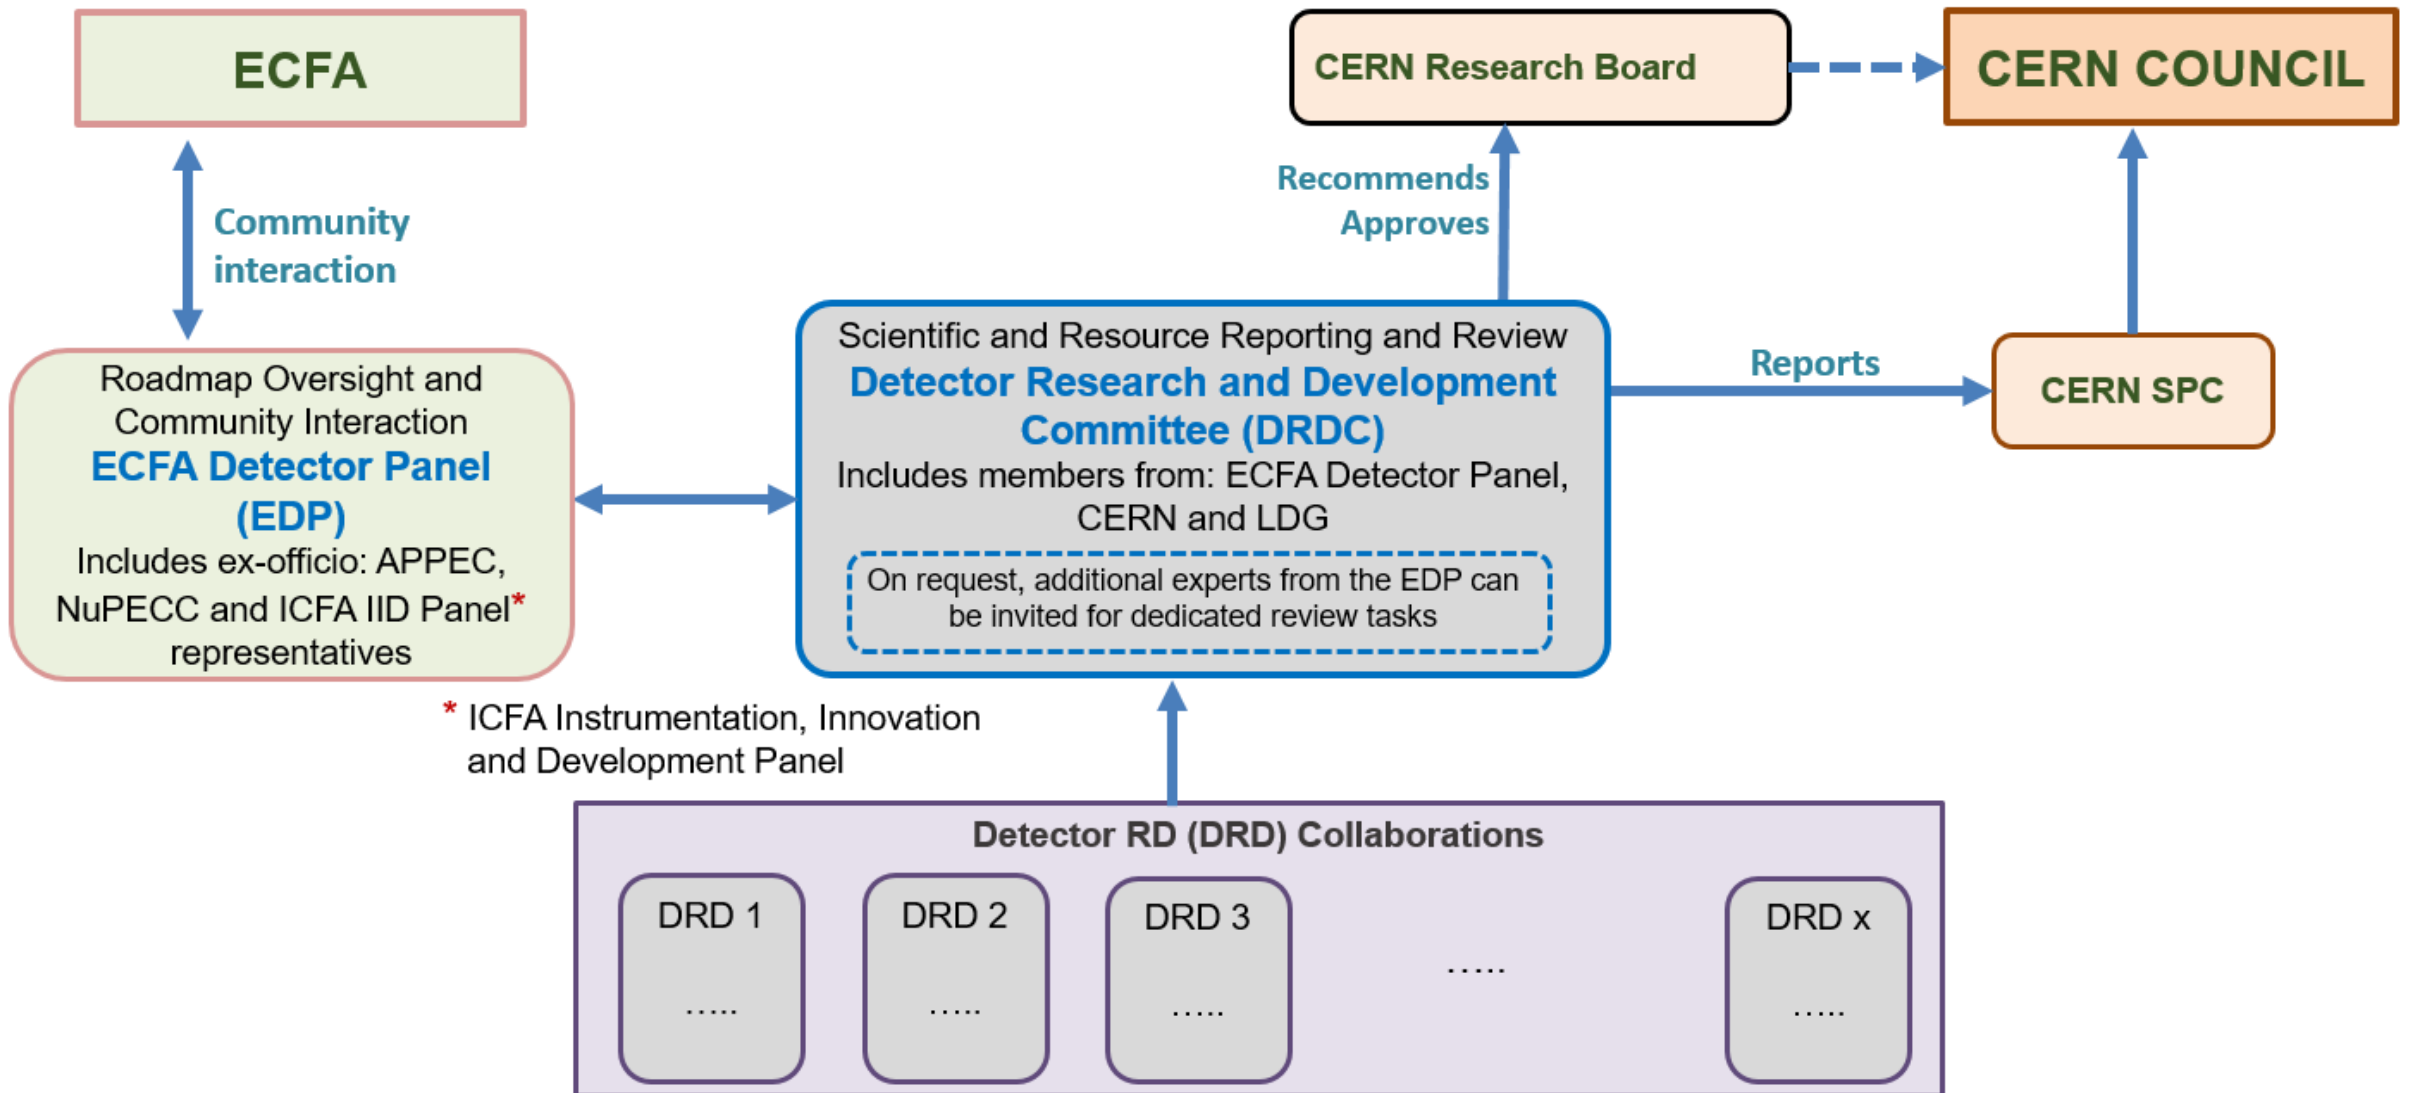 ECFA
CERN Research Board
CERN COUNCIL
Community
interaction
Recommends
Approves
Roadmap Oversight and
Community Interaction
ECFA Detector Panel
(EDP)
Includes ex-officio: APPEC,
NuPECC and ICFA IID Panel*
representatives
Scientific and Resource Reporting and Review
Detector Research and Development
Committee (DRDC)
Includes members from: ECFA Detector Panel,
CERN and LDG
On request, additional experts from the EDP can
be invited for dedicated review tasks
Reports
CERN SPC
* ICFA Instrumentation, Innovation
and Development Panel
Detector RD (DRD) Collaborations
DRD 1
.....
DRD 2
.....
DRD 3
.....
.....
DRD x
.....